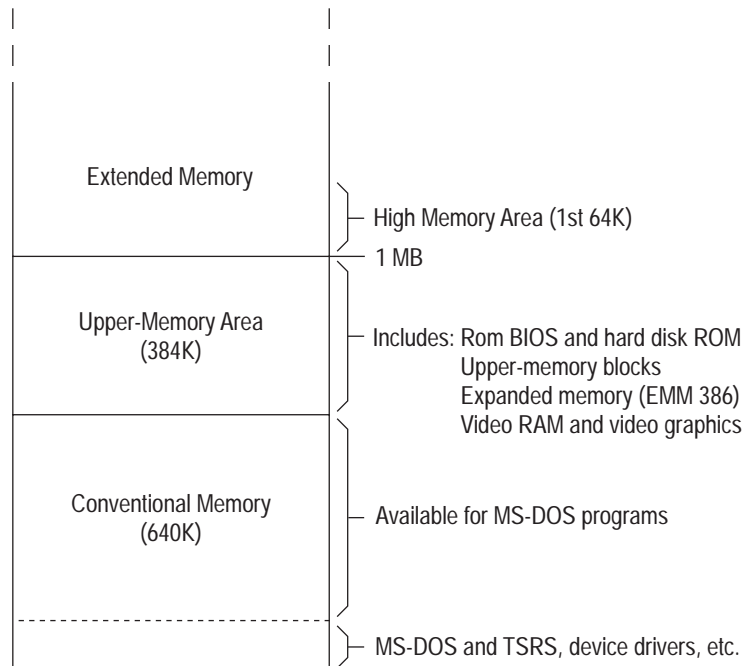 Extended Memory
High Memory Area (1st 64K)
1 MB
Upper-Memory Area
(384K)
Includes: Rom BIOS and hard disk ROM
Upper-memory blocks
Expanded memory (EMM 386)
Video RAM and video graphics
Conventional Memory
(640K)
Available for MS-DOS programs
MS-DOS and TSRS, device drivers, etc.